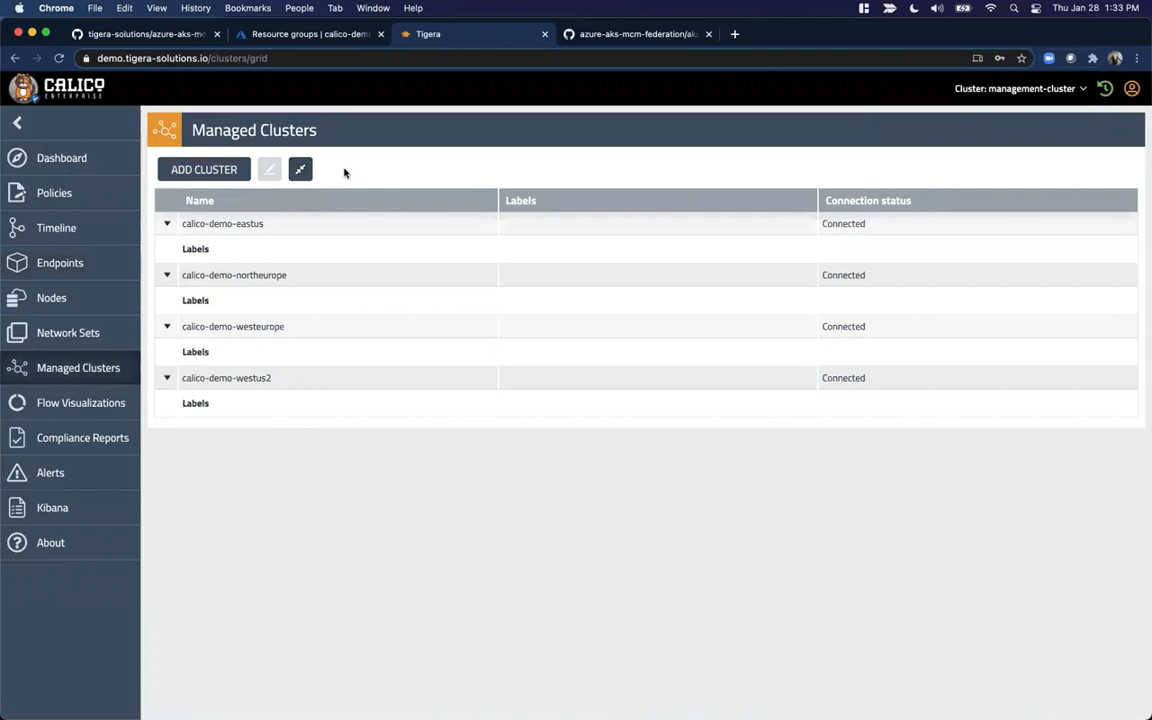 Chrome File Edit View History Bookmarks People Tab Window Help Thu Jan 28 1:33 PM
tigera-solutions/azure-aks-mc Resource groups | calico-dem Tigera azure-aks-mcm-federation/aks
demo.tigera-solutions.io/clusters/grid
CALICO
ENTERPRISE
Cluster: management-cluster
Managed Clusters
ADD CLUSTER
Name Labels Connection status
calico-demo-eastus Connected
Labels
calico-demo-northeurope Connected
Labels
calico-demo-westeurope Connected
Labels
calico-demo-westus2 Connected
Labels
Dashboard
Policies
Timeline
Endpoints
Nodes
Network Sets
Managed Clusters
Flow Visualizations
Compliance Reports
Alerts
Kibana
About